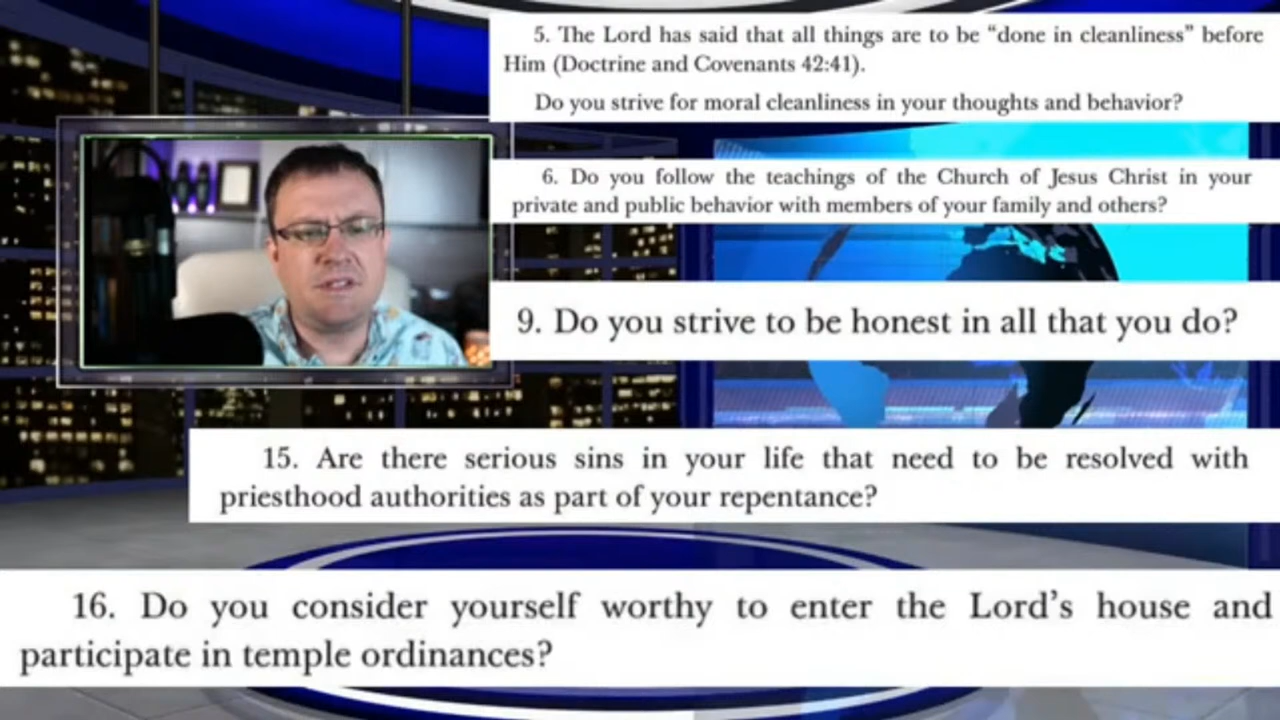 5. The Lord has said that all things are to be “done in cleanliness” before
Him (Doctrine and Covenants 42:41).
Do you strive for moral cleanliness in your thoughts and behavior?
6. Do you follow the teachings of the Church of Jesus Christ in your
private and public behavior with members of your family and others?
9. Do you strive to be honest in all that you do?
15. Are there serious sins in your life that need to be resolved with
priesthood authorities as part of your repentance?
16. Do you consider yourself worthy to enter the Lord’s house and
participate in temple ordinances?